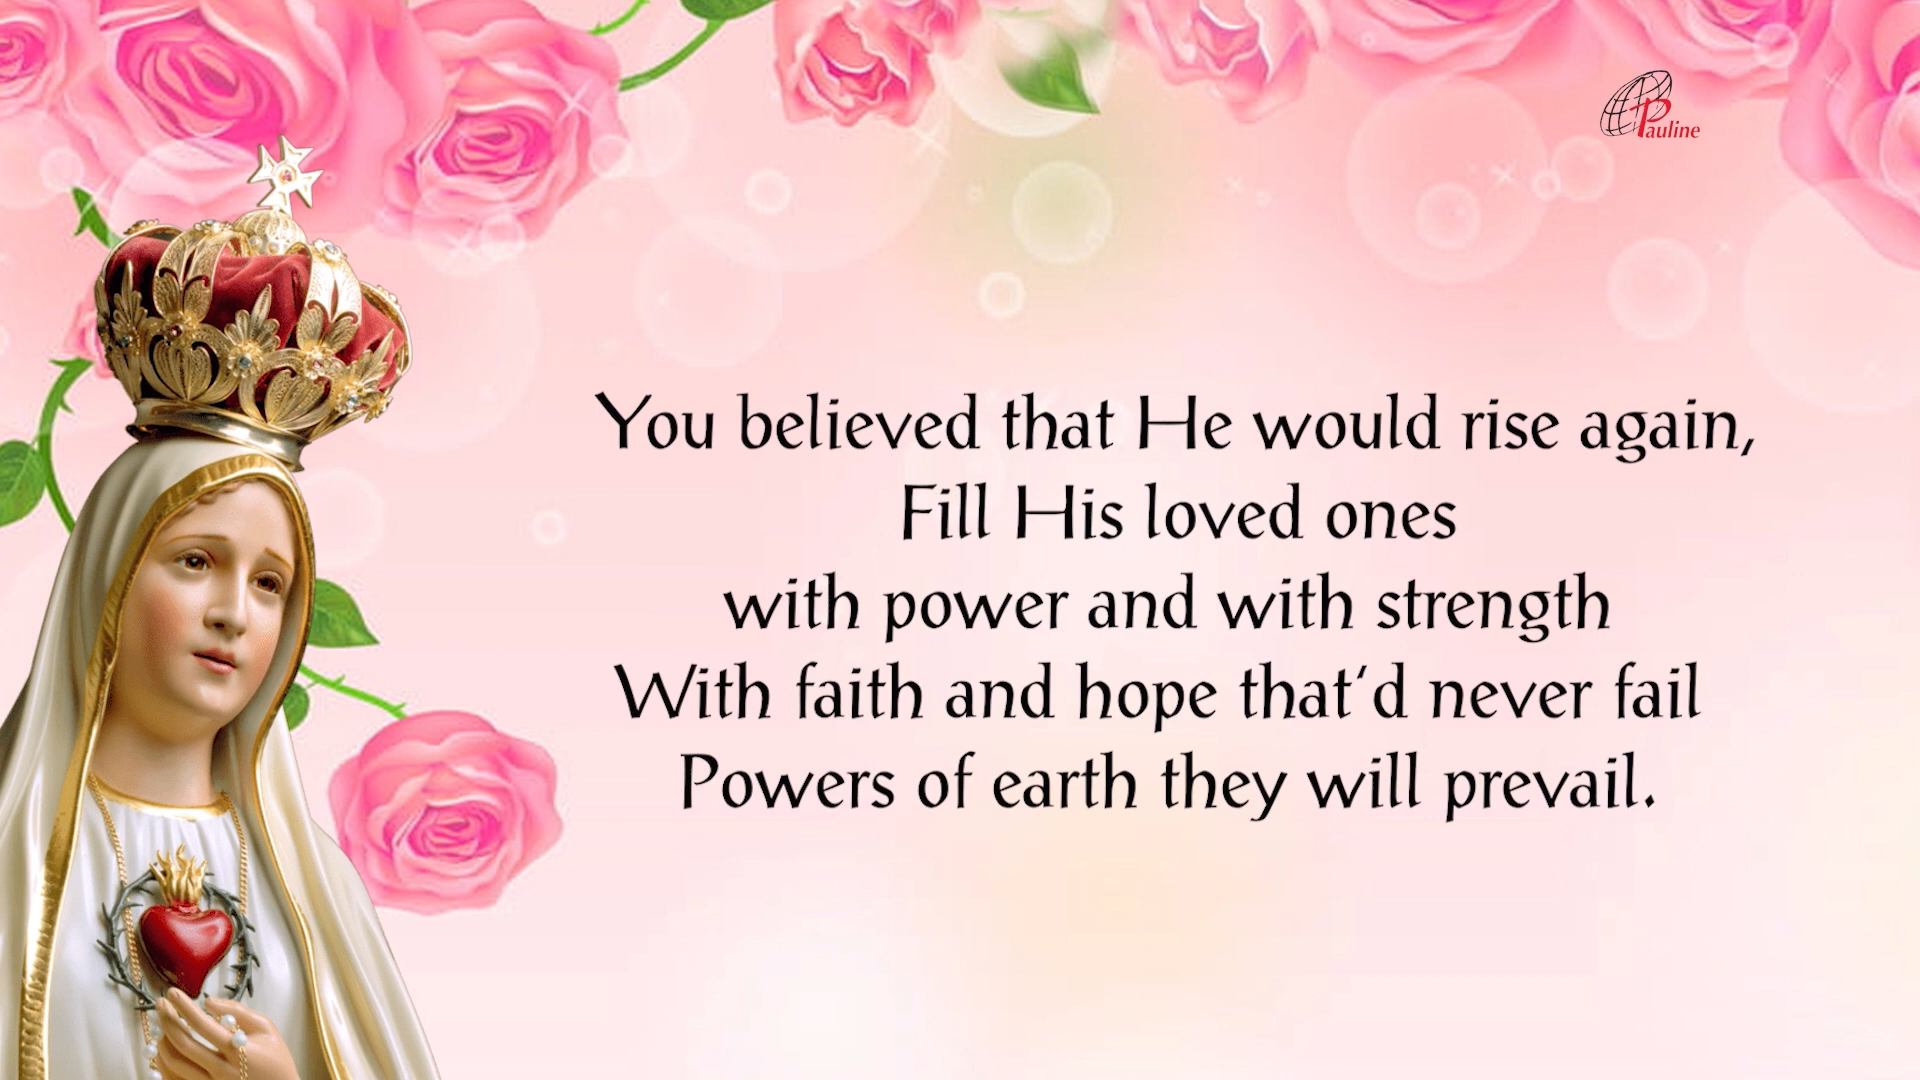 Pauline
You believed that He would rise again,
Fill His loved ones
with power and with strength
With faith and hope that'd never fail
Powers of earth they will prevail.